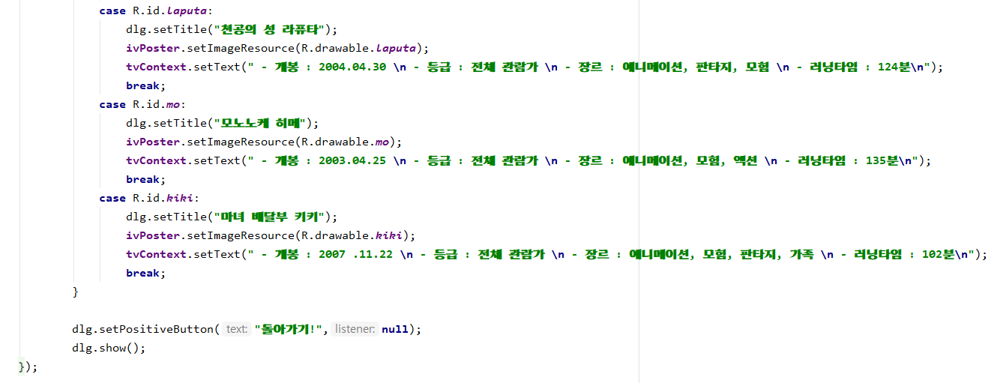 case R.id.laputa:
dlg.setTitle("천공의 성 라퓨타");
ivPoster.setImageResource(R.drawable.laputa);
tvContext.setText(" - 개봉 : 2004.04.30 \n - 등급 : 전체 관람가 \n - 장르 : 애니메이션, 판타지, 모험 \n - 러닝타임 : 124분\n");
break;
case R.id.mo:
dlg.setTitle("모노노케 히메");
ivPoster.setImageResource(R.drawable.mo);
tvContext.setText(" - 개봉 : 2003.04.25 \n - 등급 : 전체 관람가 \n - 장르 : 애니메이션, 모험, 액션 \n - 러닝타임 : 135분\n");
break;
case R.id.kiki:
dlg.setTitle("마녀 배달부 키키");
ivPoster.setImageResource(R.drawable.kiki);
tvContext.setText(" - 개봉 : 2007 .11.22 \n - 등급 : 전체 관람가 \n - 장르 : 애니메이션, 모험, 판타지, 가족 \n - 러닝타임 : 102분\n");
break;
}
dlg.setPositiveButton( text: "돌아가기!", listener: null);
dlg.show();
});